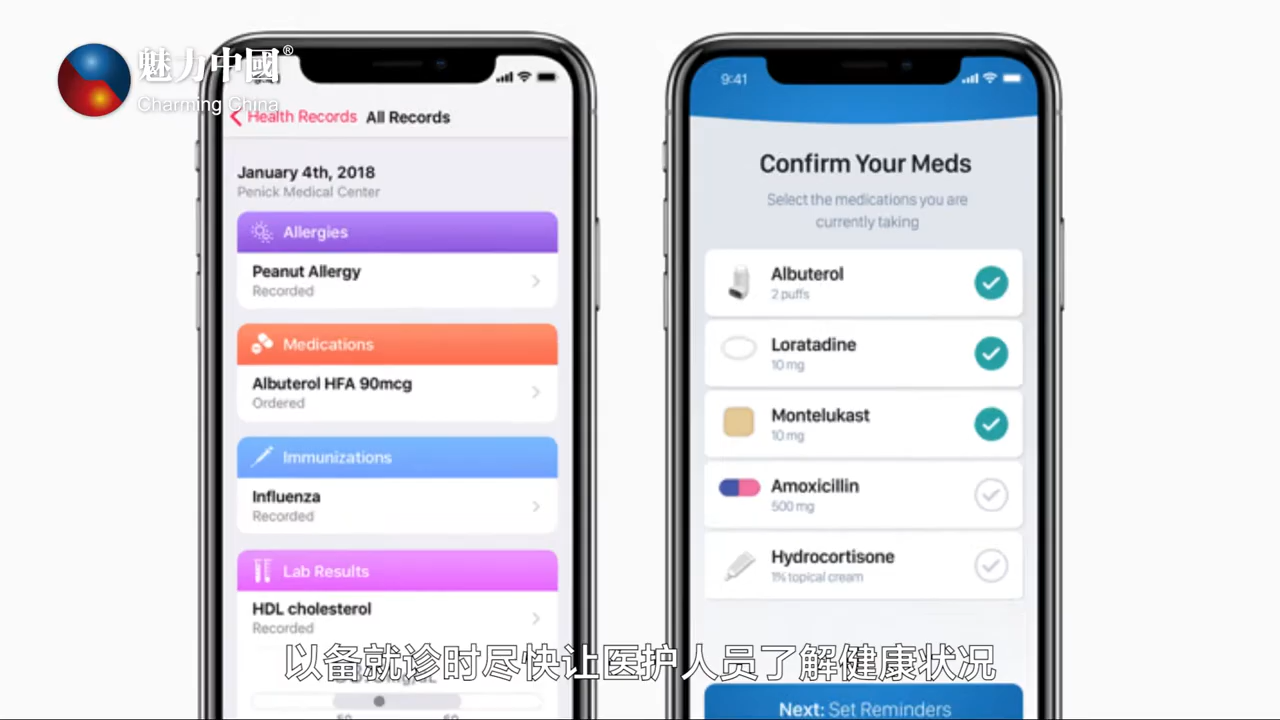 魅力中國®
Charming China
Health Records All Records
January 4th, 2018
Penick Medical Center
Allergies
Peanut Allergy
Recorded
Medications
Albuterol HFA 90mcg
Ordered
Immunizations
Influenza
Recorded
Lab Results
HDL cholesterol
Recorded
50 60
9:41
Confirm Your Meds
Select the medications you are
currently taking
Albuterol
2 puffs
Loratadine
10 mg
Montelukast
10 mg
Amoxicillin
500 mg
Hydrocortisone
1% topical cream
Next: Set Reminders
以备就诊时尽快让医护人员了解健康状况